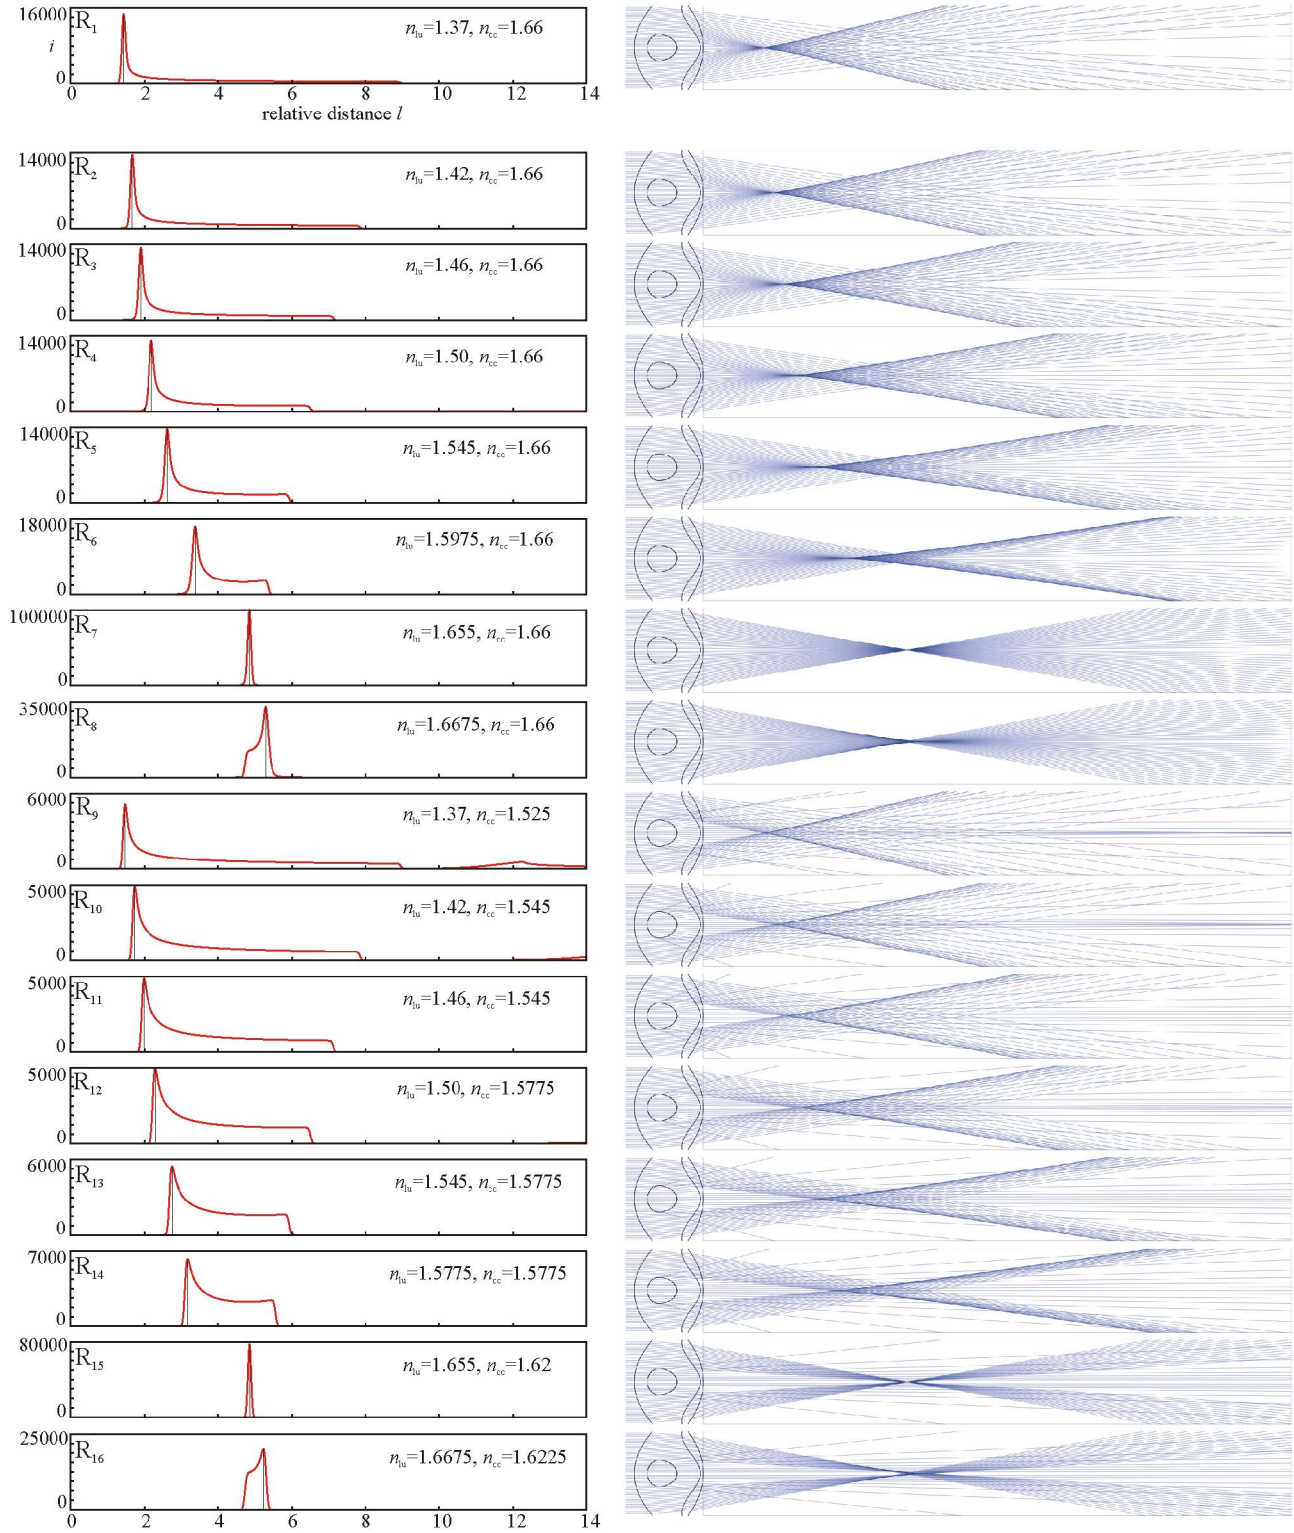 16000
R1
i
n_lu=1.37, n_cc=1.66
0
0 2 4 6 8 10 12 14
relative distance l
14000
R2
n_lu=1.42, n_cc=1.66
0
14000
R3
n_lu=1.46, n_cc=1.66
0
14000
R4
n_lu=1.50, n_cc=1.66
0
14000
R5
n_lu=1.545, n_cc=1.66
0
18000
R6
n_lu=1.5975, n_cc=1.66
0
100000
R7
n_lu=1.655, n_cc=1.66
0
35000
R8
n_lu=1.6675, n_cc=1.66
0
6000
R9
n_lu=1.37, n_cc=1.525
0
5000
R10
n_lu=1.42, n_cc=1.545
0
5000
R11
n_lu=1.46, n_cc=1.545
0
5000
R12
n_lu=1.50, n_cc=1.5775
0
6000
R13
n_lu=1.545, n_cc=1.5775
0
7000
R14
n_lu=1.5775, n_cc=1.5775
0
80000
R15
n_lu=1.655, n_cc=1.62
0
25000
R16
n_lu=1.6675, n_cc=1.6225
0
0 2 4 6 8 10 12 14